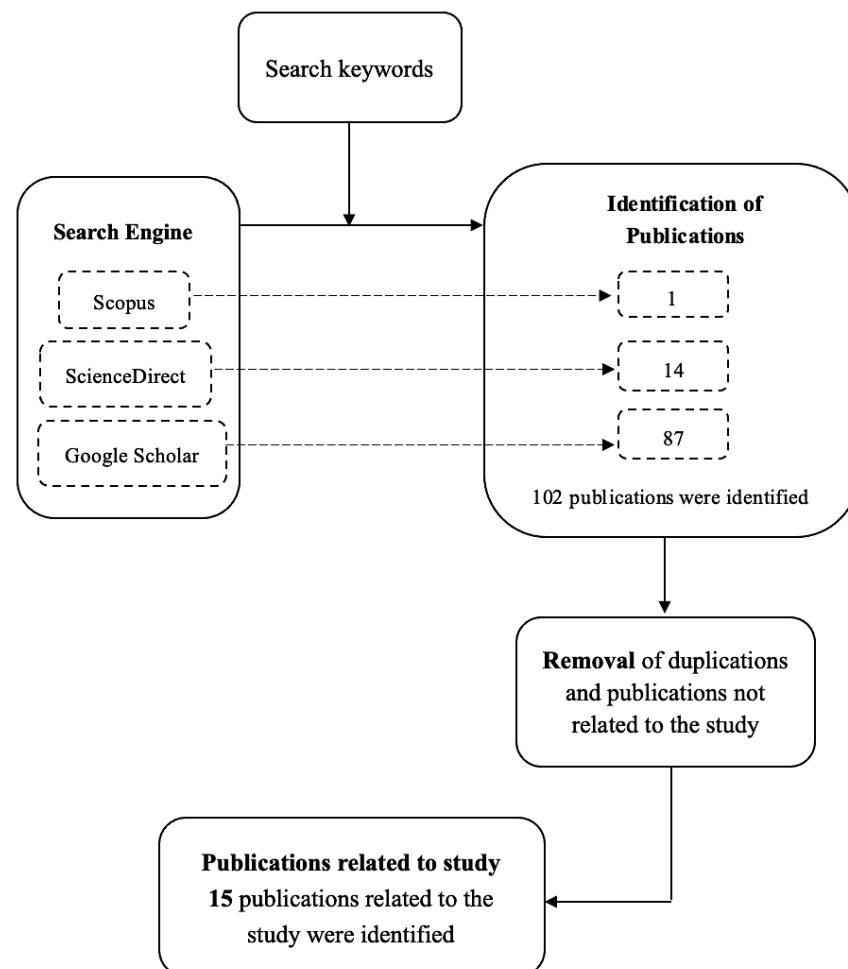 Search keywords
Search Engine
Scopus
ScienceDirect
Google Scholar
Identification of
Publications
1
14
87
102 publications were identified
Removal of duplications
and publications not
related to the study
Publications related to study
15 publications related to the
study were identified